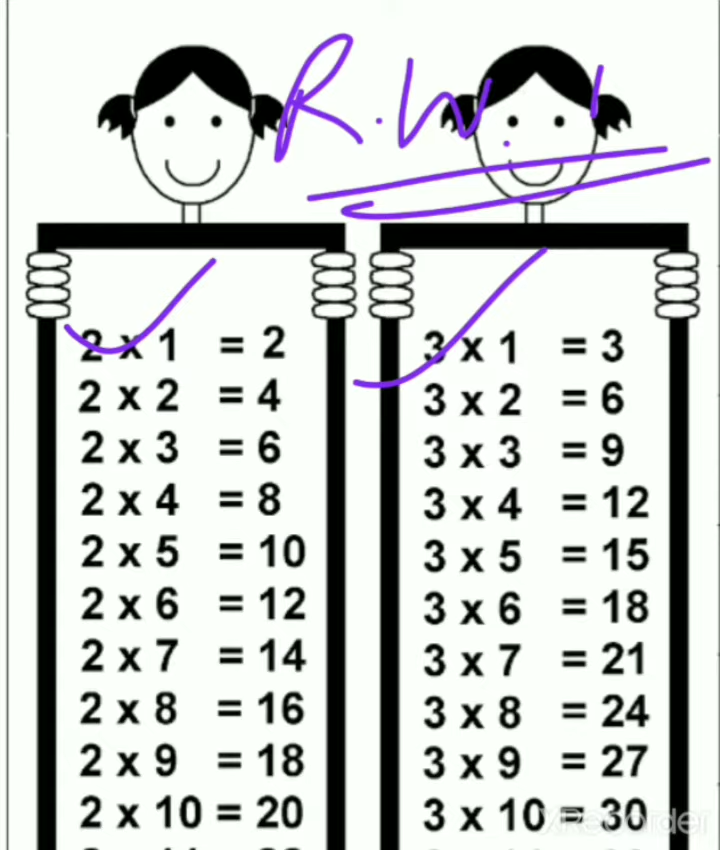 R.W.
2 x 1 = 2
2 x 2 = 4
2 x 3 = 6
2 x 4 = 8
2 x 5 = 10
2 x 6 = 12
2 x 7 = 14
2 x 8 = 16
2 x 9 = 18
2 x 10 = 20
3 x 1 = 3
3 x 2 = 6
3 x 3 = 9
3 x 4 = 12
3 x 5 = 15
3 x 6 = 18
3 x 7 = 21
3 x 8 = 24
3 x 9 = 27
3 x 10 = 30
XRecorder